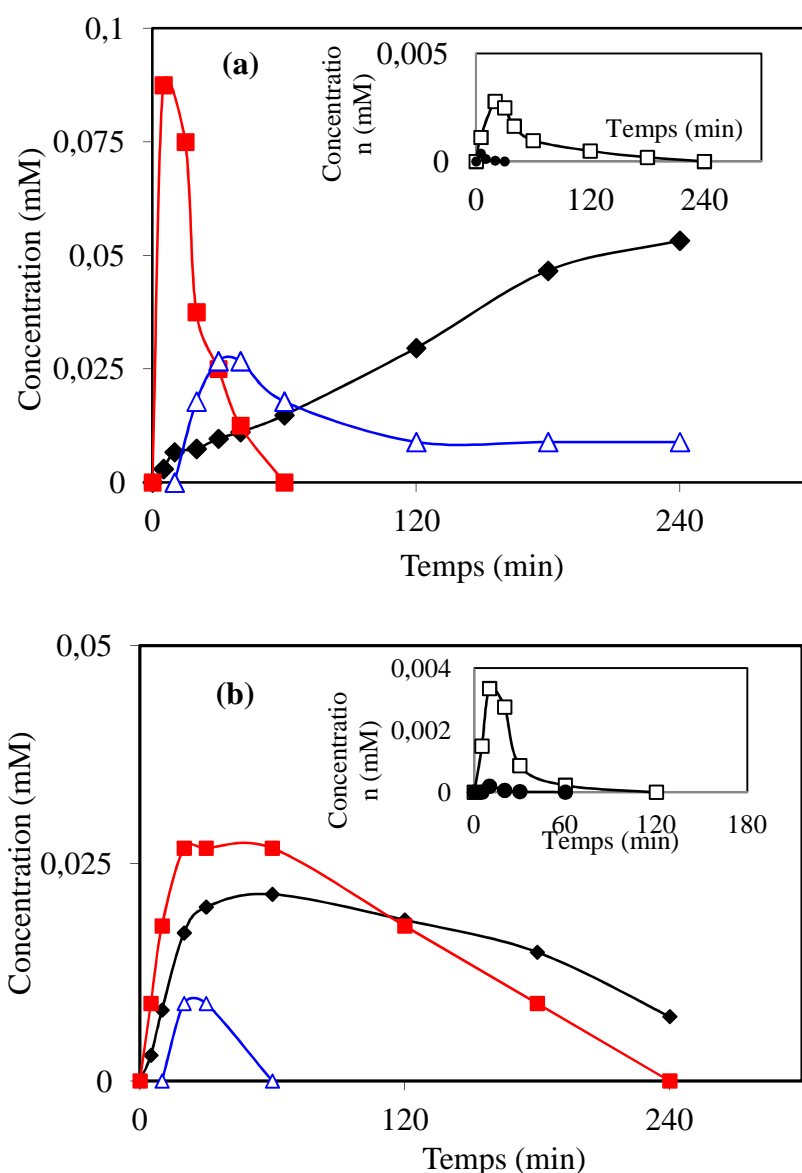 0,1
(a)
0,075
0,05
0,025
0
Concentration (mM)
0
120
240
Temps (min)
0,005
0
Concentratio
n (mM)
Temps (min)
0
120
240
0,05
(b)
0,025
0
Concentration (mM)
0
120
240
Temps (min)
0,004
0,002
0
Concentratio
n (mM)
0
60
120
180
Temps (min)